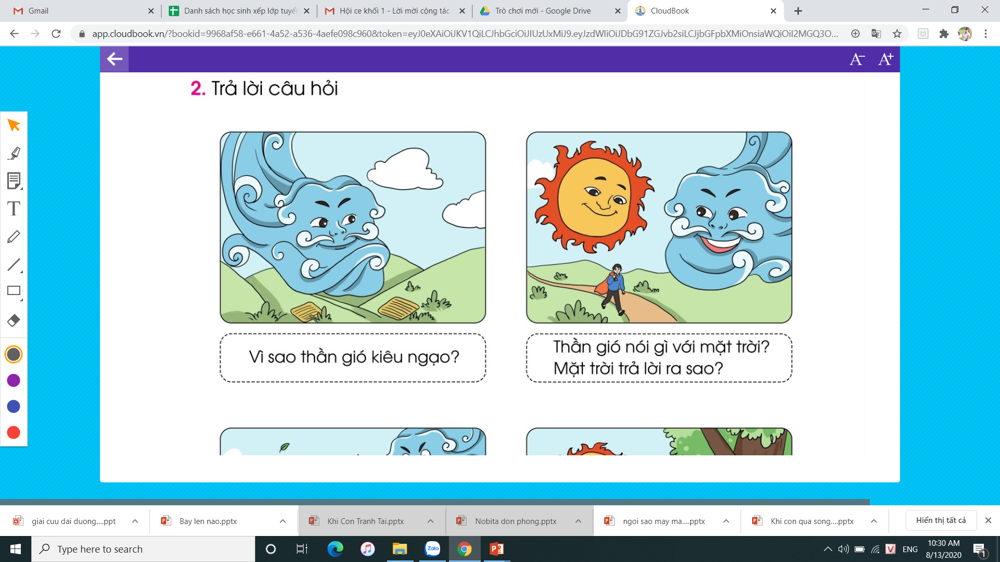 Gmail
Danh sách học sinh xếp lớp tuyể
Hội ce khối 1 - Lời mời cộng tác
Trò chơi mới - Google Drive
CloudBook
app.cloudbook.vn/?bookid=9968af58-e661-4a52-a536-4aefe098c960&token=eyJ0eXAiOiJKV1QiLCJhbGciOiJIUzUxMiJ9.eyJzdWIiOiJDbG91ZGJvb2siLCJjbGFpbXMiOnsiaWQiOiI2MGQ3O...
A- A+
2. Trả lời câu hỏi
T
Vì sao thần gió kiêu ngạo?
Thần gió nói gì với mặt trời?
Mặt trời trả lời ra sao?
giai cuu dai duong....ppt
Bay len nao.pptx
Khi Con Tranh Tai.pptx
Nobita don phong.pptx
ngoi sao may ma....pptx
Khi con qua song....pptx
Hiển thị tất cả
Type here to search
Zalo
V
ENG
10:30 AM
8/13/2020
1